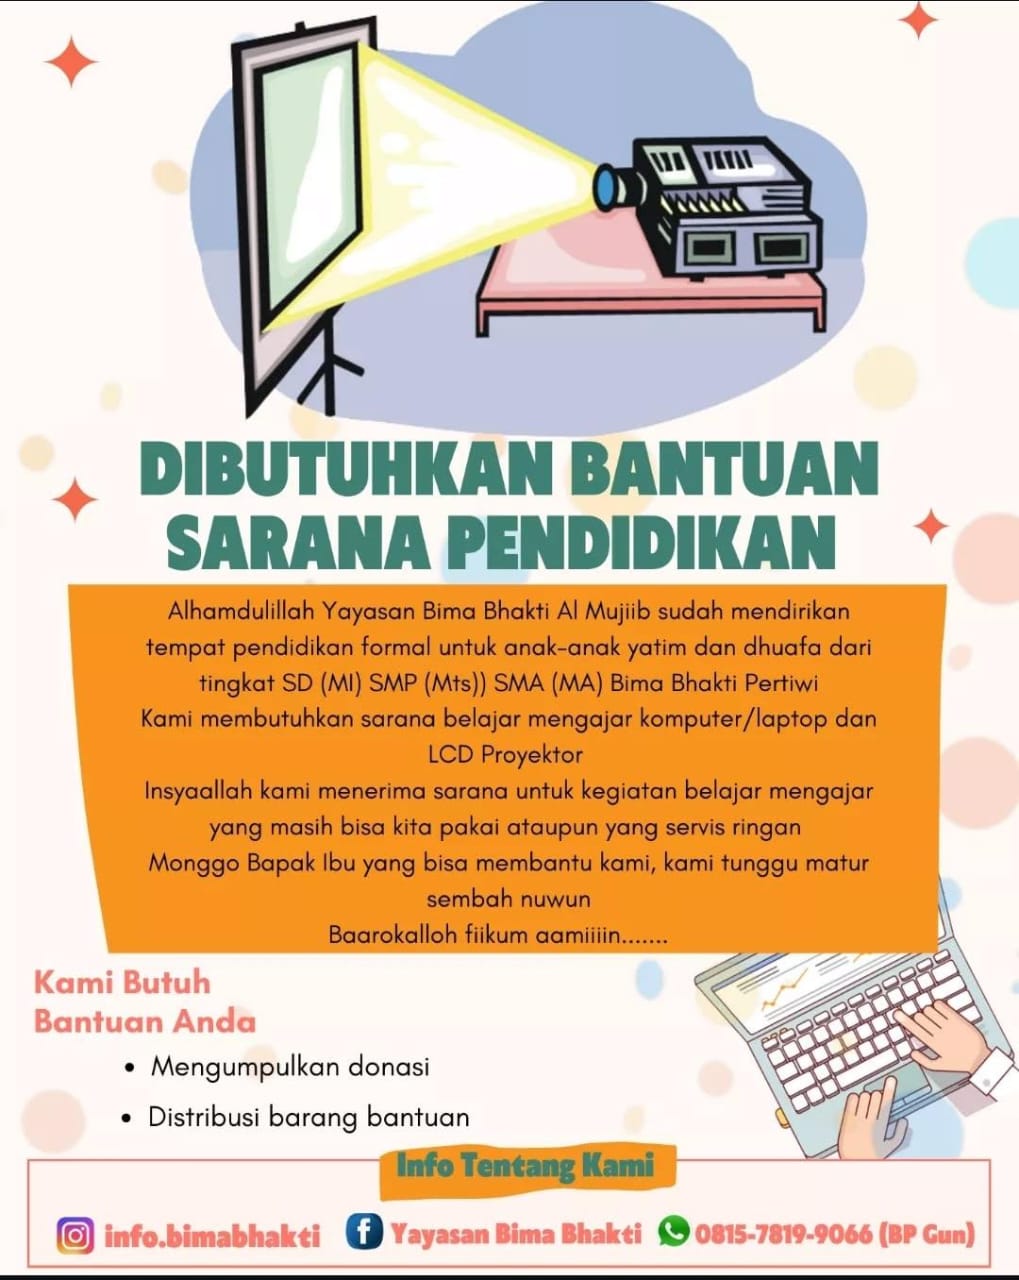 DIBUTUHKAN BANTUAN
SARANA PENDIDIKAN
Alhamdulillah Yayasan Bima Bhakti Al Mujiib sudah mendirikan
tempat pendidikan formal untuk anak-anak yatim dan dhuafa dari
tingkat SD (MI) SMP (Mts)) SMA (MA) Bima Bhakti Pertiwi
Kami membutuhkan sarana belajar mengajar komputer/laptop dan
LCD Proyektor
Insyaallah kami menerima sarana untuk kegiatan belajar mengajar
yang masih bisa kita pakai ataupun yang servis ringan
Monggo Bapak Ibu yang bisa membantu kami, kami tunggu matur
sembah nuwun
Baarokalloh fiikum aamiiiin.......
Kami Butuh
Bantuan Anda
• Mengumpulkan donasi
• Distribusi barang bantuan
Info Tentang Kami
info.bimabhakti Yayasan Bima Bhakti 0815-7819-9066 (BP Gun)